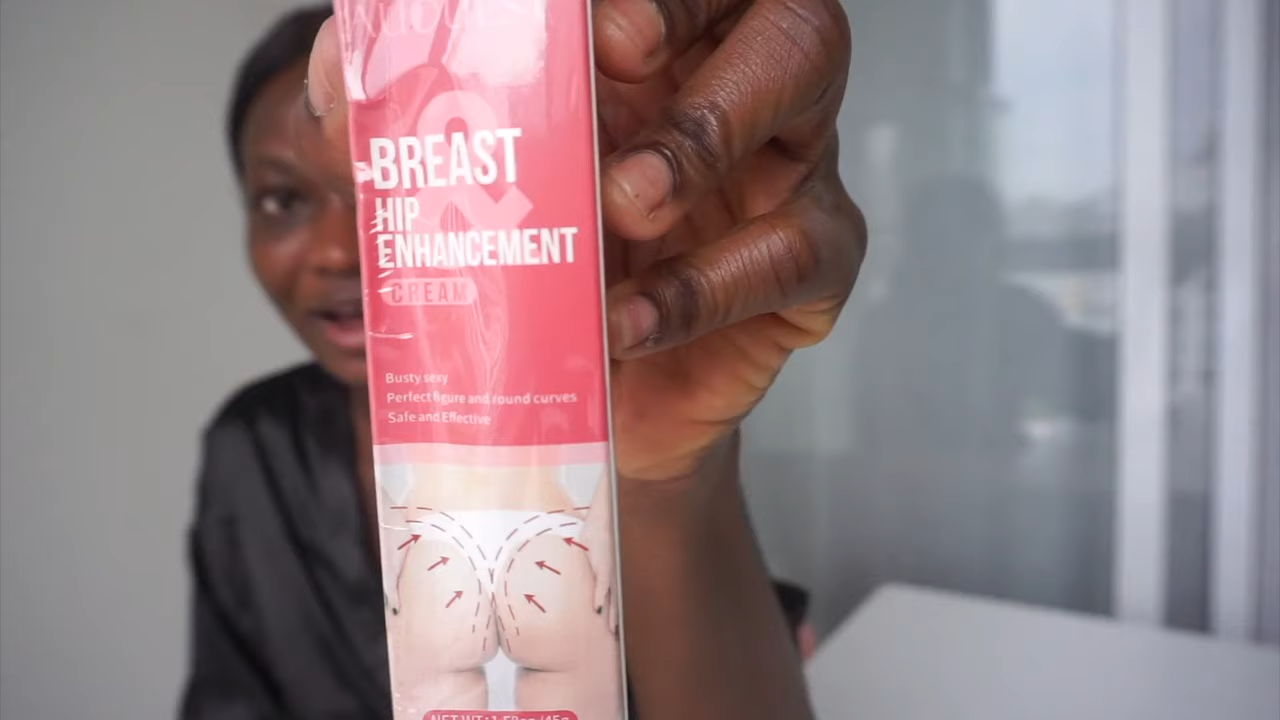 &
BREAST
HIP
ENHANCEMENT
CREAM
Busty sexy
Perfect figure and round curves
Safe and Effective